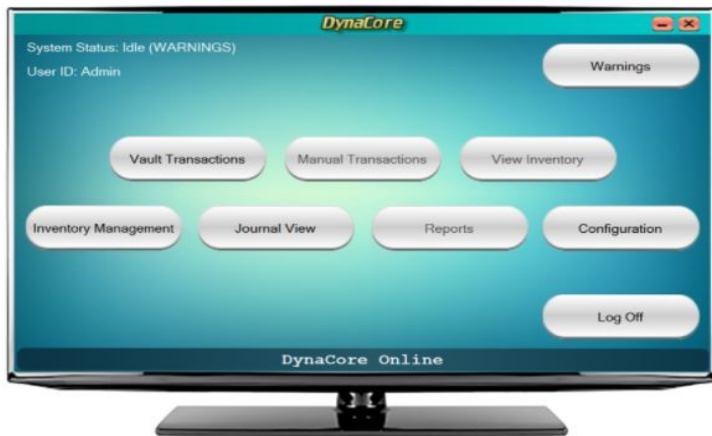 DynaCore
System Status: Idle (WARNINGS)
User ID: Admin
Warnings
Vault Transactions
Manual Transactions
View Inventory
Inventory Management
Journal View
Reports
Configuration
Log Off
DynaCore Online